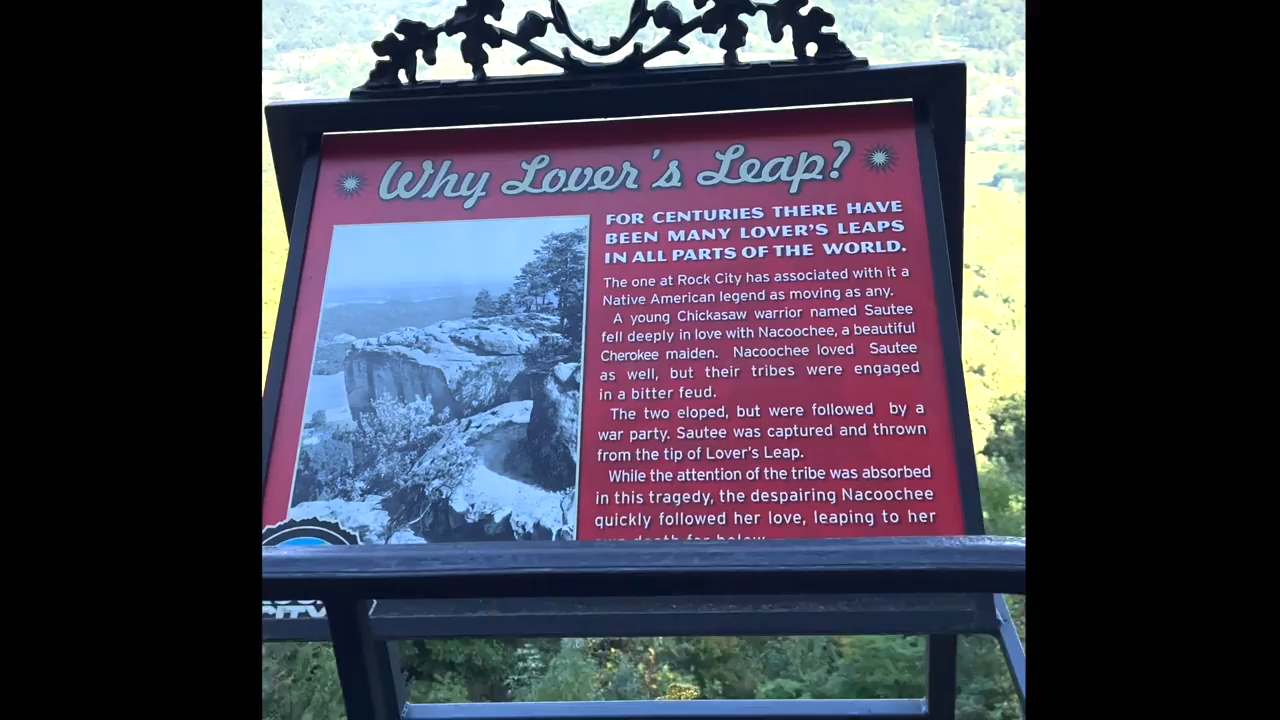 Why Lover's Leap?
FOR CENTURIES THERE HAVE
BEEN MANY LOVER'S LEAPS
IN ALL PARTS OF THE WORLD.
The one at Rock City has associated with it a
Native American legend as moving as any.
A young Chickasaw warrior named Sautee
fell deeply in love with Nacoochee, a beautiful
Cherokee maiden. Nacoochee loved Sautee
as well, but their tribes were engaged
in a bitter feud.
The two eloped, but were followed by a
war party. Sautee was captured and thrown
from the tip of Lover's Leap.
While the attention of the tribe was absorbed
in this tragedy, the despairing Nacoochee
quickly followed her love, leaping to her
death far below.
CITY